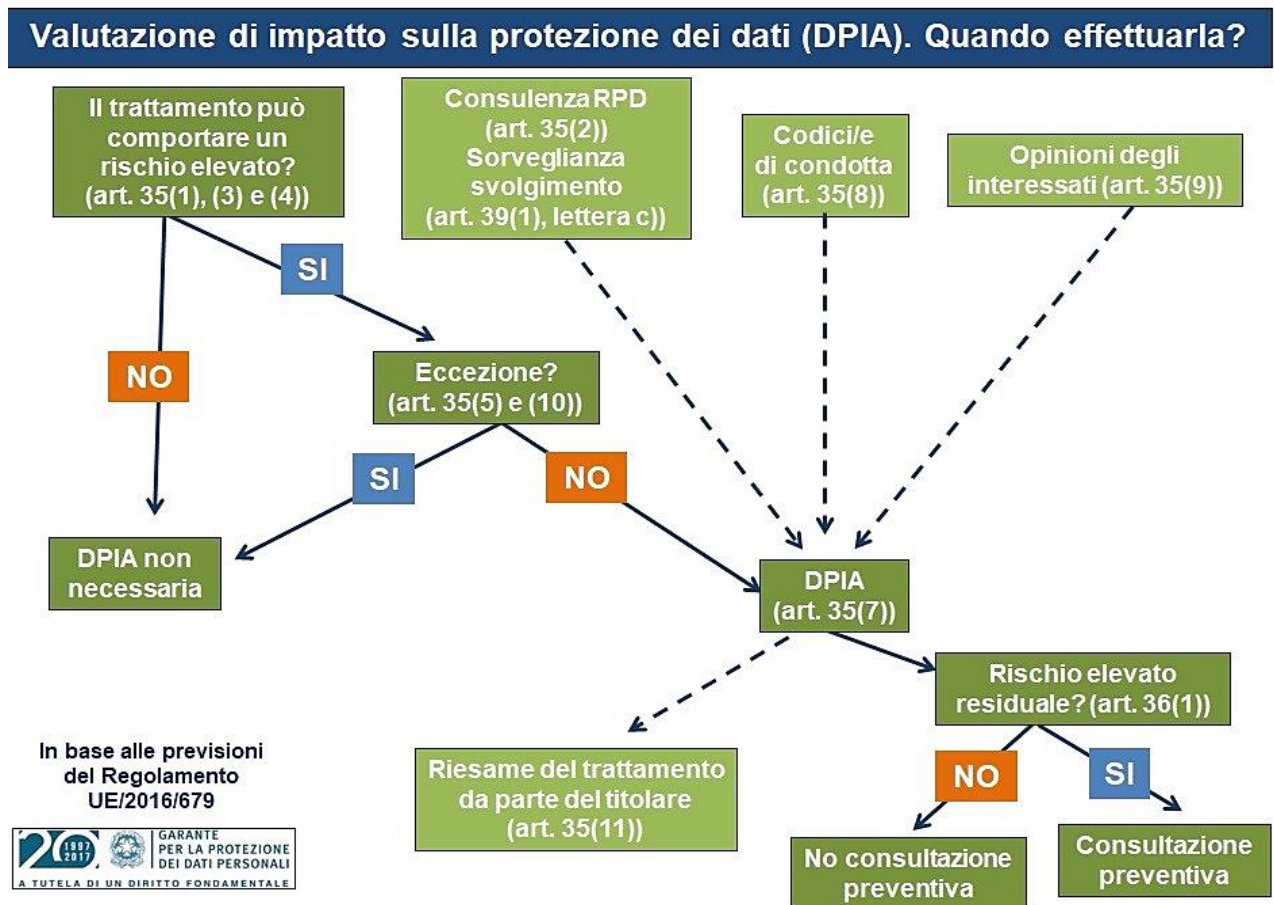 Valutazione di impatto sulla protezione dei dati (DPIA). Quando effettuarla?
Il trattamento può
comportare un
rischio elevato?
(art. 35(1), (3) e (4))
Consulenza RPD
(art. 35(2))
Sorveglianza
svolgimento
(art. 39(1), lettera c))
Codici/e
di condotta
(art. 35(8))
Opinioni degli
interessati (art. 35(9))
SI
NO
Eccezione?
(art. 35(5) e (10))
SI
NO
DPIA non
necessaria
DPIA
(art. 35(7))
Rischio elevato
residuale? (art. 36(1))
NO
SI
Riesame del trattamento
da parte del titolare
(art. 35(11))
No consultazione
preventiva
Consultazione
preventiva
In base alle previsioni
del Regolamento
UE/2016/679
20
1997
2017
GARANTE
PER LA PROTEZIONE
DEI DATI PERSONALI
A TUTELA DI UN DIRITTO FONDAMENTALE